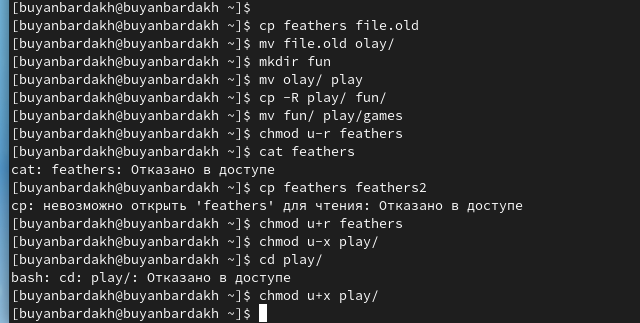 [buyanbardakh@buyanbardakh ~]$
[buyanbardakh@buyanbardakh ~]$ cp feathers file.old
[buyanbardakh@buyanbardakh ~]$ mv file.old olay/
[buyanbardakh@buyanbardakh ~]$ mkdir fun
[buyanbardakh@buyanbardakh ~]$ mv olay/ play
[buyanbardakh@buyanbardakh ~]$ cp -R play/ fun/
[buyanbardakh@buyanbardakh ~]$ mv fun/ play/games
[buyanbardakh@buyanbardakh ~]$ chmod u-r feathers
[buyanbardakh@buyanbardakh ~]$ cat feathers
cat: feathers: Отказано в доступе
[buyanbardakh@buyanbardakh ~]$ cp feathers feathers2
cp: невозможно открыть 'feathers' для чтения: Отказано в доступе
[buyanbardakh@buyanbardakh ~]$ chmod u+r feathers
[buyanbardakh@buyanbardakh ~]$ chmod u-x play/
[buyanbardakh@buyanbardakh ~]$ cd play/
bash: cd: play/: Отказано в доступе
[buyanbardakh@buyanbardakh ~]$ chmod u+x play/
[buyanbardakh@buyanbardakh ~]$